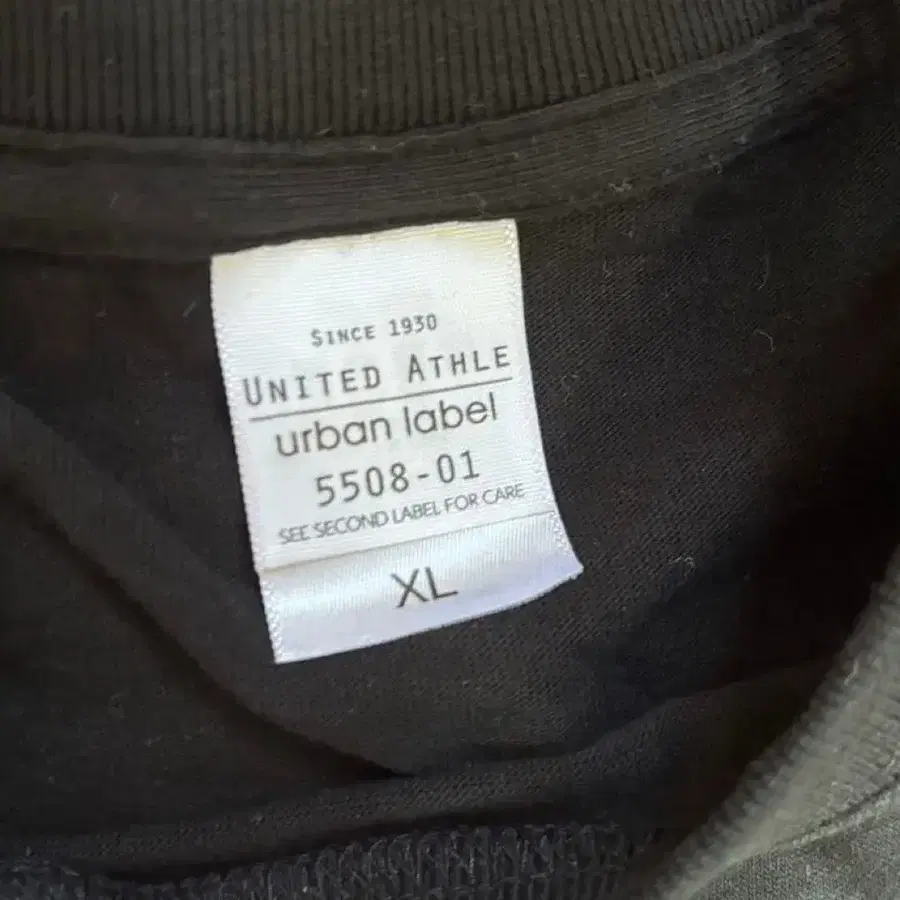 SINCE 1930
UNITED ATHLE
urban label
5508-01
SEE SECOND LABEL FOR CARE
XL